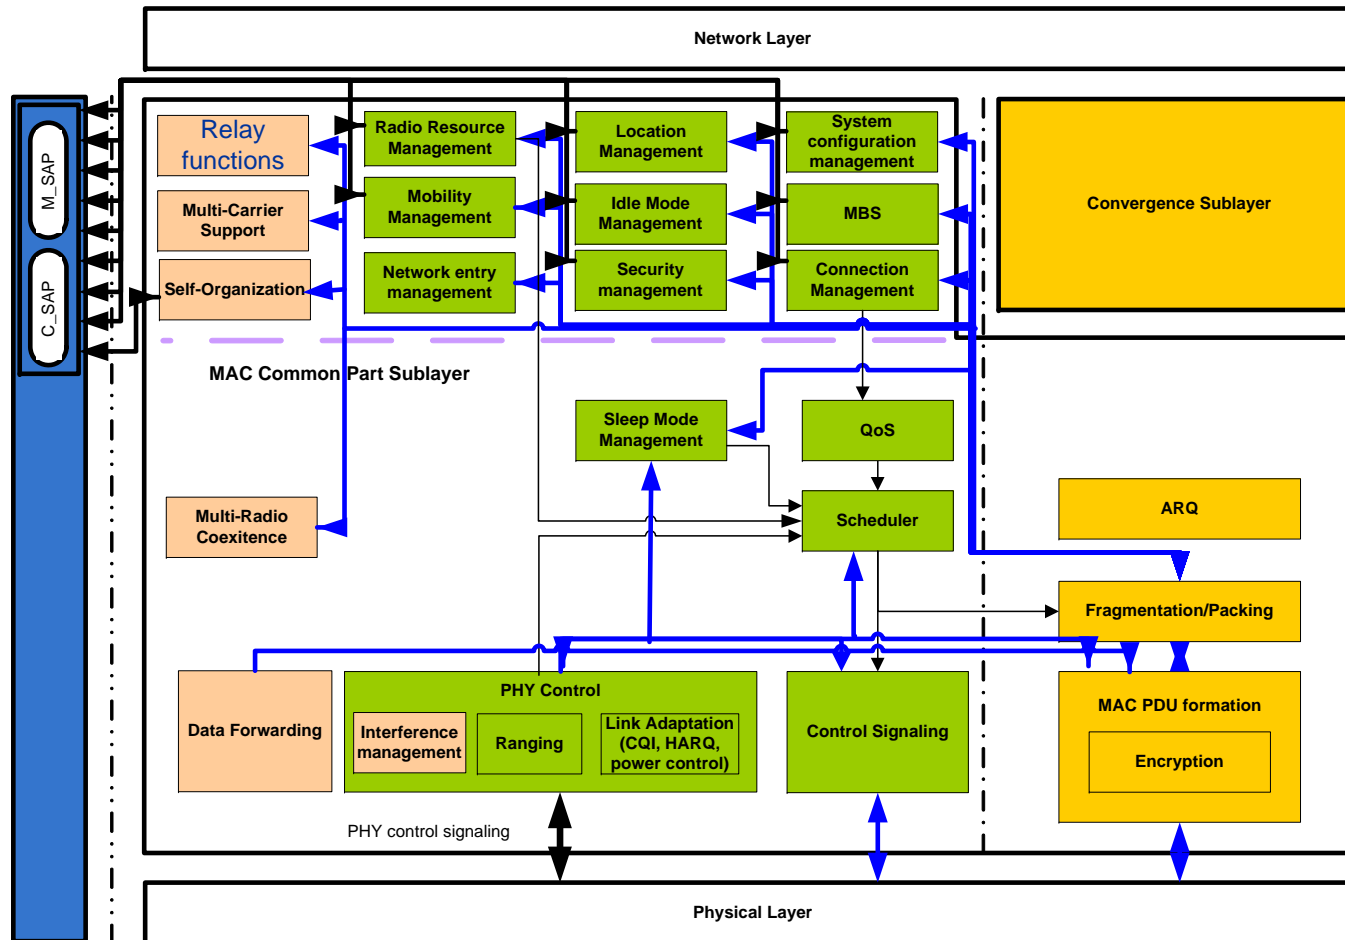 Network Layer
M_SAP
C_SAP
Relay
functions
Radio Resource
Management
Location
Management
System
configuration
management
Convergence Sublayer
Multi-Carrier
Support
Mobility
Management
Idle Mode
Management
MBS
Self-Organization
Network entry
management
Security
management
Connection
Management
MAC Common Part Sublayer
Sleep Mode
Management
QoS
Multi-Radio
Coexitence
Scheduler
ARQ
Fragmentation/Packing
Data Forwarding
PHY Control
Interference
management
Ranging
Link Adaptation
(CQI, HARQ,
power control)
Control Signaling
MAC PDU formation
Encryption
PHY control signaling
Physical Layer